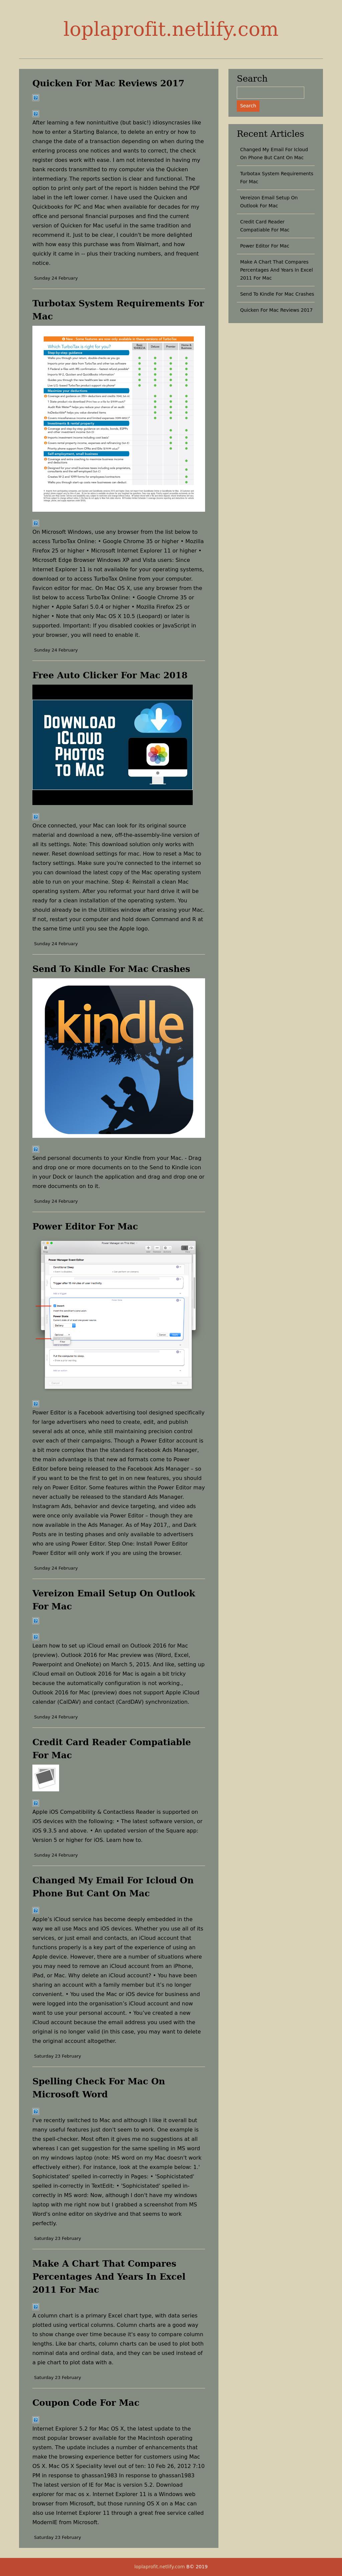 loplaprofit.netlify.com
Quicken For Mac Reviews 2017
After learning a few nonintuitive (but basic!) idiosyncrasies like
how to enter a Starting Balance, to delete an entry or how to
change the date of a transaction depending on when during the
entering process one notices and wants to correct, the check
register does work with ease. I am not interested in having my
bank records transmitted to my computer via the Quicken
intermediary. The reports section is clear and functional. The
option to print only part of the reports is hidden behind the PDF
label in the left tower corner. I have used the Quicken and
Quickbooks for PC and Mac when available for decades now for
office and personal financial purposes and find the current
version of Quicken for Mac useful in the same tradition and
recommend it. Just to be clear, I couldn't be more delighted
with how easy this purchase was from Walmart, and how
quickly it came in -- plus their tracking numbers, and frequent
notice.
Sunday 24 February
Turbotax System Requirements For
Mac
Which TurboTax is right for you?
On Microsoft Windows, use any browser from the list below to
access TurboTax Online: • Google Chrome 35 or higher • Mozilla
Firefox 25 or higher • Microsoft Internet Explorer 11 or higher •
Microsoft Edge Browser Windows XP and Vista users: Since
Internet Explorer 11 is not available for your operating systems,
download or to access TurboTax Online from your computer.
Favicon editor for mac. On Mac OS X, use any browser from the
list below to access TurboTax Online: • Google Chrome 35 or
higher • Apple Safari 5.0.4 or higher • Mozilla Firefox 25 or
higher • Note that only Mac OS X 10.5 (Leopard) or later is
supported. Important: If you disabled cookies or JavaScript in
your browser, you will need to enable it.
Sunday 24 February
Free Auto Clicker For Mac 2018
DOWNLOAD
ICLOUD
PHOTOS
TO MAC
Once connected, your Mac can look for its original source
material and download a new, off-the-assembly-line version of
all its settings. Note: This download solution only works with
newer. Reset download settings for mac. How to reset a Mac to
factory settings. Make sure you're connected to the internet so
you can download the latest copy of the Mac operating system
able to run on your machine. Step 4: Reinstall a clean Mac
operating system. After you reformat your hard drive it will be
ready for a clean installation of the operating system. You
should already be in the Utilities window after erasing your Mac,
if not, restart your computer and hold down Command and R at
the same time until you see the Apple logo.
Sunday 24 February
Send To Kindle For Mac Crashes
kindle
Send personal documents to your Kindle from your Mac. - Drag
and drop one or more documents on to the Send to Kindle icon
in your Dock or launch the application and drag and drop one or
more documents on to it.
Sunday 24 February
Power Editor For Mac
Power Editor is a Facebook advertising tool designed specifically
for large advertisers who need to create, edit, and publish
several ads at once, while still maintaining precision control
over each of their campaigns. Though a Power Editor account is
a bit more complex than the standard Facebook Ads Manager,
the main advantage is that new ad formats come to Power
Editor before being released to the Facebook Ads Manager – so
if you want to be the first to get in on new features, you should
rely on Power Editor. Some features within the Power Editor may
never actually be released to the standard Ads Manager.
Instagram Ads, behavior and device targeting, and video ads
were once only available via Power Editor – though they are
now available in the Ads Manager. As of May 2017,, and Dark
Posts are in testing phases and only available to advertisers
who are using Power Editor. Step One: Install Power Editor
Power Editor will only work if you are using the browser.
Sunday 24 February
Vereizon Email Setup On Outlook
For Mac
Learn how to set up iCloud email on Outlook 2016 for Mac
(preview). Outlook 2016 for Mac preview was (Word, Excel,
Powerpoint and OneNote) on March 5, 2015. And like, setting up
iCloud email on Outlook 2016 for Mac is again a bit tricky
because the automatically configuration is not working.,
Outlook 2016 for Mac (preview) does not support Apple iCloud
calendar (CalDAV) and contact (CardDAV) synchronization.
Sunday 24 February
Credit Card Reader Compatiable
For Mac
Apple iOS Compatibility & Contactless Reader is supported on
iOS devices with the following: • The latest software version, or
iOS 9.3.5 and above. • An updated version of the Square app:
Version 5 or higher for iOS. Learn how to.
Sunday 24 February
Changed My Email For Icloud On
Phone But Cant On Mac
Apple's iCloud service has become deeply embedded in the
way we all use Macs and iOS devices. Whether you use all of its
services, or just email and contacts, an iCloud account that
functions properly is a key part of the experience of using an
Apple device. However, there are a number of situations where
you may need to remove an iCloud account from an iPhone,
iPad, or Mac. Why delete an iCloud account? • You have been
sharing an account with a family member but it's no longer
convenient. • You used the Mac or iOS device for business and
were logged into the organisation's iCloud account and now
want to use your personal account. • You've created a new
iCloud account because the email address you used with the
original is no longer valid (in this case, you may want to delete
the original account altogether.
Saturday 23 February
Spelling Check For Mac On
Microsoft Word
I've recently switched to Mac and although I like it overall but
many useful features just don't seem to work. One example is
the spell-checker. Most often it gives me no suggestions at all
whereas I can get suggestion for the same spelling in MS word
on my windows laptop (note: MS word on my Mac doesn't work
effectively either). For instance, look at the example below: 1.'
Sophicistated' spelled in-correctly in Pages: • 'Sophicistated'
spelled in-correctly in TextEdit: • 'Sophicistated' spelled in-
correctly in MS word: Now, although I don't have my windows
laptop with me right now but I grabbed a screenshot from MS
Word's onine editor on skydrive and that seems to work
perfectly.
Saturday 23 February
Make A Chart That Compares
Percentages And Years In Excel
2011 For Mac
A column chart is a primary Excel chart type, with data series
plotted using vertical columns. Column charts are a good way
to show change over time because it's easy to compare column
lengths. Like bar charts, column charts can be used to plot both
nominal data and ordinal data, and they can be used instead of
a pie chart to plot data with a.
Saturday 23 February
Coupon Code For Mac
Internet Explorer 5.2 for Mac OS X, the latest update to the
most popular browser available for the Macintosh operating
system. The update includes a number of enhancements that
make the browsing experience better for customers using Mac
OS X. Mac OS X Speciality level out of ten: 10 Feb 26, 2012 7:10
PM in response to ghassan1983 In response to ghassan1983
The latest version of IE for Mac is version 5.2. Download
explorer for mac os x. Internet Explorer is a Windows web
browser from Microsoft, but those running OS X on a Mac can
also use Internet Explorer 11 through a great free service called
ModernIE from Microsoft.
Saturday 23 February
Search
Search
Recent Articles
Changed My Email For Icloud
On Phone But Cant On Mac
Turbotax System Requirements
For Mac
Vereizon Email Setup On
Outlook For Mac
Credit Card Reader
Compatiable For Mac
Power Editor For Mac
Make A Chart That Compares
Percentages And Years In Excel
2011 For Mac
Send To Kindle For Mac Crashes
Quicken For Mac Reviews 2017
loplaprofit.netlify.com 9© 2019